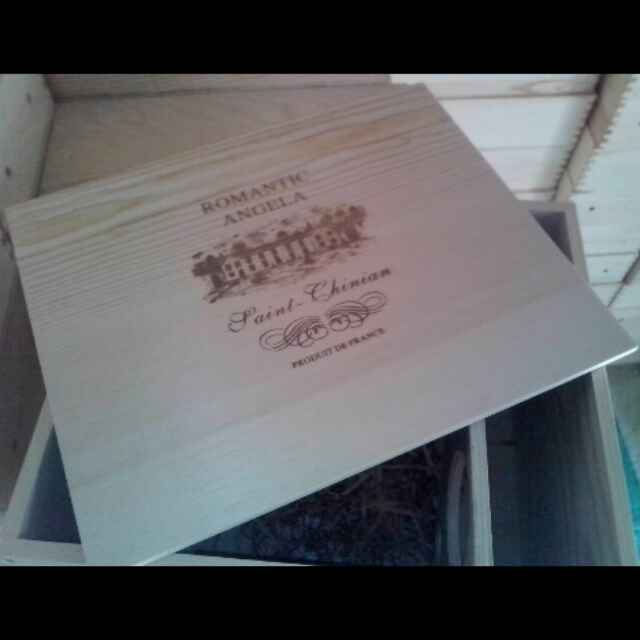 ROMANTIC
ANGELA
Saint-Chinian
PRODUIT DE FRANCE